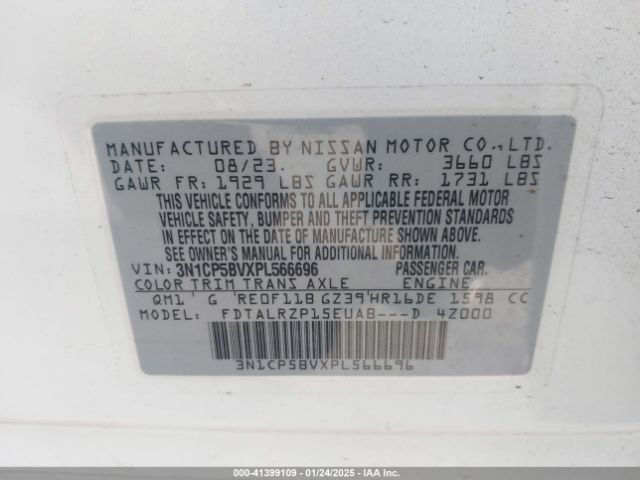 MANUFACTURED BY NISSAN MOTOR CO., LTD.
DATE: 08/23. GVWR: 3660 LBS
GAWR FR: 1929 LBS GAWR RR: 1731 LBS
THIS VEHICLE CONFORMS TO ALL APPLICABLE FEDERAL MOTOR
VEHICLE SAFETY, BUMPER AND THEFT PREVENTION STANDARDS
IN EFFECT ON THE DATE OF MANUFACTURE SHOWN ABOVE.
SEE OWNER'S MANUAL FOR ADDITIONAL INFORMATION.
VIN: 3N1CP5BVXPL566696 PASSENGER CAR.
COLOR TRIM TRANS AXLE ENGINE
QM1 G RE0F11B GZ39 HR16DE 1598 CC
MODEL: FDTALRZP15EUAB---D 4Z000
3N1CP5BVXPL566696
000-41399109 | 01/24/2025 | IAA Inc.